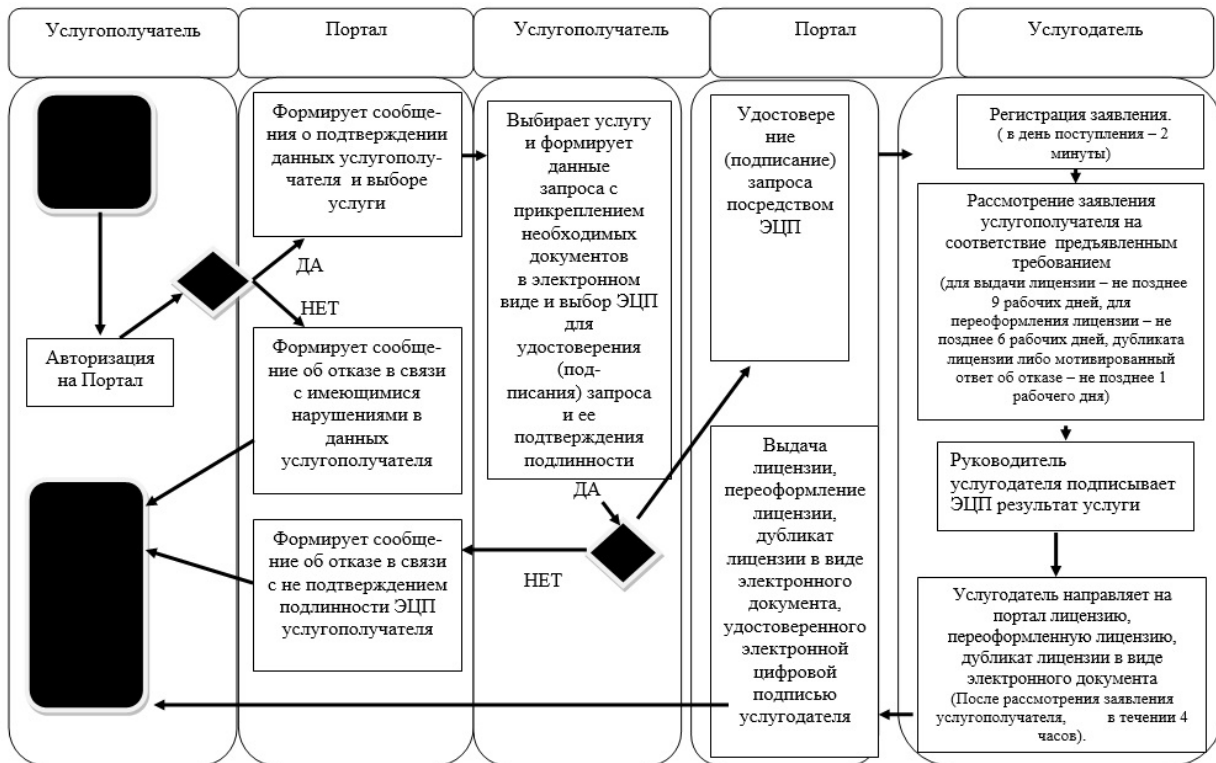 Услугополучатель
Портал
Услугополучатель
Портал
Услугодатель
Авторизация
на Портал
Формирует сообще-
ния о подтверждении
данных услугополу-
чателя и выборе
услуги
ДА
НЕТ
Формирует сообще-
ние об отказе в связи
с имеющимися
нарушениями в
данных
услугополучателя
Формирует сообще-
ние об отказе в связи
с не подтверждением
подлинности ЭЦП
услугополучателя
Выбирает услугу
и формирует
данные
запроса с
прикреплением
необходимых
документов
в электронном
виде и выбор ЭЦП
для
удостоверения
(под-
писания) запроса
и ее
подтверждения
подлинности
ДА
НЕТ
Удостовере
ние
(подписание)
запроса
посредством
ЭЦП
Выдача
лицензии,
переоформление
лицензии,
дубликат
лицензии в виде
электронного
документа,
удостоверенного
электронной
цифровой
подписью
услугодателя
Регистрация заявления.
( в день поступления – 2
минуты)
Рассмотрение заявления
услугополучателя на
соответствие предъявленным
требованием
(для выдачи лицензии – не позднее
9 рабочих дней, для
переоформления лицензии – не
позднее 6 рабочих дней, дубликата
лицензии либо мотивированный
ответ об отказе – не позднее 1
рабочего дня)
Руководитель
услугодателя подписывает
ЭЦП результат услуги
Услугодатель направляет на
портал лицензию,
переоформленную лицензию,
дубликат лицензии в виде
электронного документа
(После рассмотрения заявления
услугополучателя, в течении 4
часов).